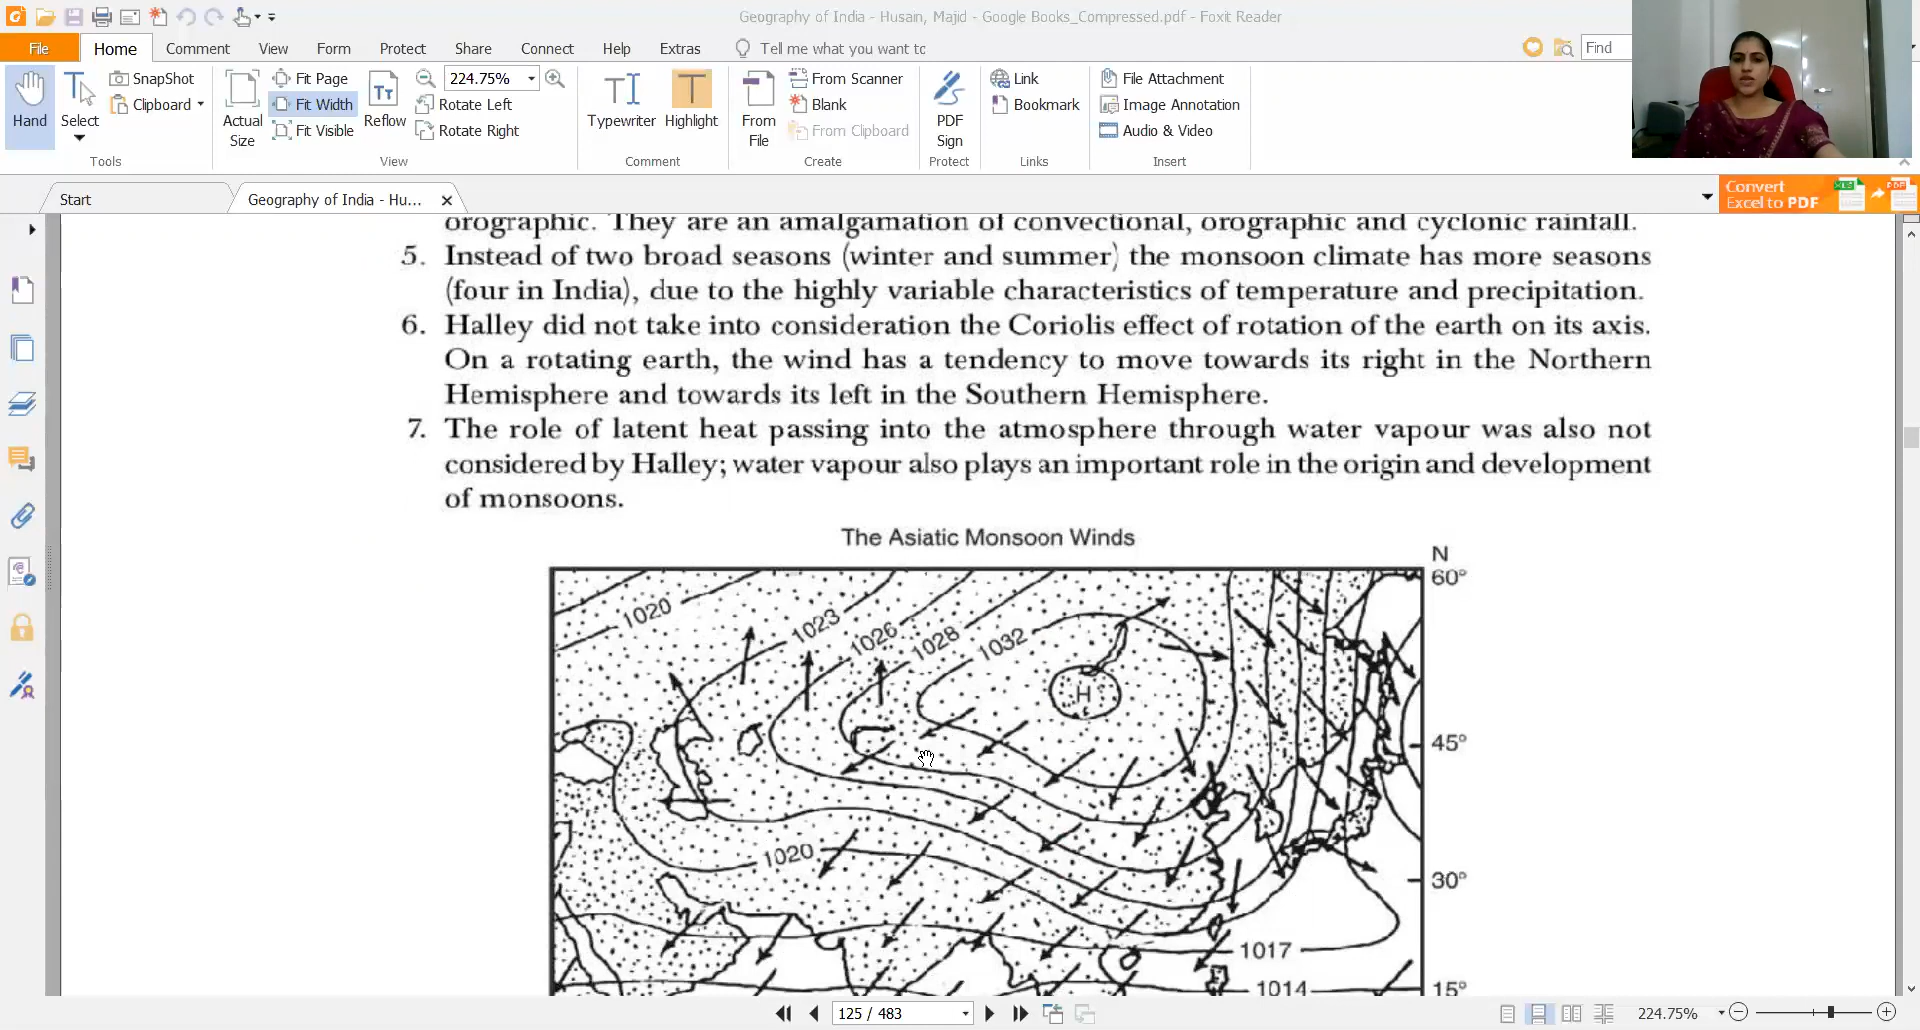 Geography of India - Husain, Majid - Google Books_Compressed.pdf - Foxit Reader
File Home Comment View Form Protect Share Connect Help Extras Tell me what you want to Find
Hand
Select
SnapShot
Clipboard
Tools
Actual Size
Fit Page
Fit Width
Fit Visible
Reflow
224.75%
Rotate Left
Rotate Right
View
Typewriter
Highlight
Comment
From File
From Scanner
Blank
From Clipboard
Create
PDF Sign
Protect
Link
Bookmark
Links
File Attachment
Image Annotation
Audio & Video
Insert
Start
Geography of India - Hu...
Convert
Excel to PDF
orographic. They are an amalgamation of convectional, orographic and cyclonic rainfall.
5. Instead of two broad seasons (winter and summer) the monsoon climate has more seasons
(four in India), due to the highly variable characteristics of temperature and precipitation.
6. Halley did not take into consideration the Coriolis effect of rotation of the earth on its axis.
On a rotating earth, the wind has a tendency to move towards its right in the Northern
Hemisphere and towards its left in the Southern Hemisphere.
7. The role of latent heat passing into the atmosphere through water vapour was also not
considered by Halley; water vapour also plays an important role in the origin and development
of monsoons.
The Asiatic Monsoon Winds
N
60°
1020
1023
1026
1028
1032
H
45°
1020
30°
1017
1014
15°
125 / 483
224.75%